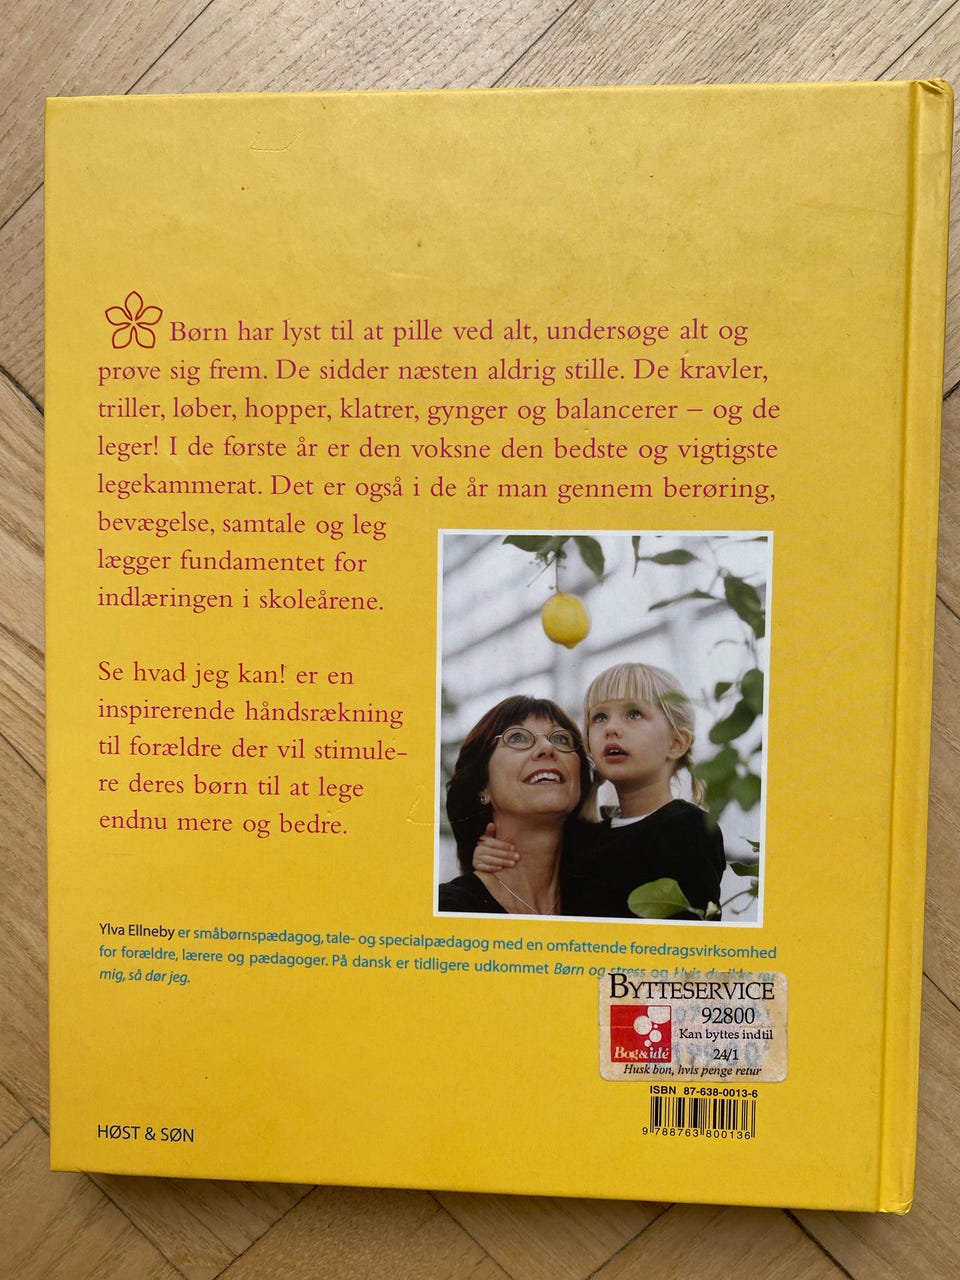 Børn har lyst til at pille ved alt, undersøge alt og
prøve sig frem. De sidder næsten aldrig stille. De kravler,
triller, løber, hopper, klatrer, gynger og balancerer – og de
leger! I de første år er den voksne den bedste og vigtigste
legekammerat. Det er også i de år man gennem berøring,
bevægelse, samtale og leg
lægger fundamentet for
indlæringen i skoleårene.
Se hvad jeg kan! er en
inspirerende håndsrækning
til forældre der vil stimule-
re deres børn til at lege
endnu mere og bedre.
Ylva Ellneby er småbørnspædagog, tale- og specialpædagog med en omfattende foredragsvirksomhed
for forældre, lærere og pædagoger. På dansk er tidligere udkommet Børn og stress og Hvis du ikke rør
mig, så dør jeg.
BYTTESERVICE
92800
Kan byttes indtil
Bog&idé
24/1
Husk bon, hvis penge retur
ISBN 87-638-0013-6
9 788763 800136
HØST & SØN